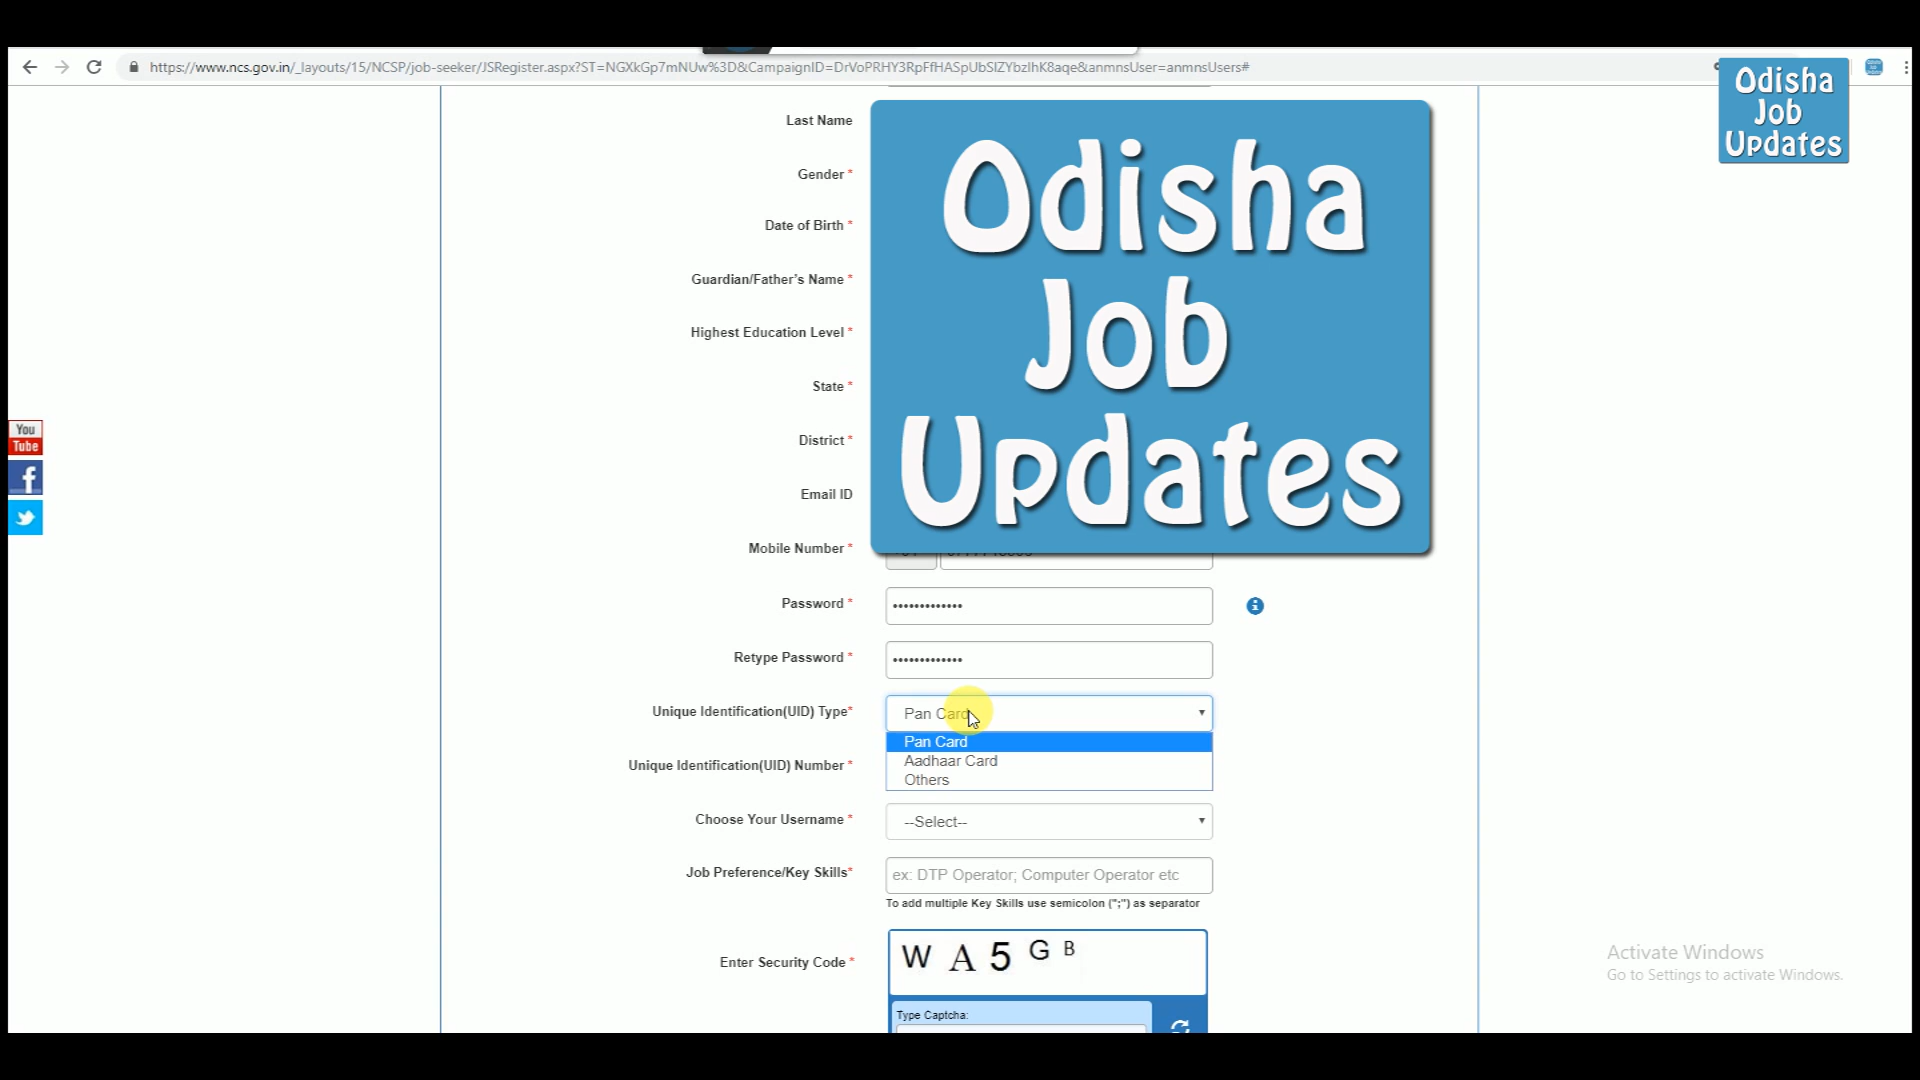 https://www.ncs.gov.in/_layouts/15/NCSP/job-seeker/JSRegister.aspx?ST=NGXkGp7mNUw%3D&CampaignID=DrVoPRHY3RpFfHASpUbSIZYbzlhK8aqe&anmnsUser=anmnsUsers#
Odisha
Job
Updates
Last Name
Gender *
Date of Birth *
Guardian/Father's Name *
Highest Education Level *
State *
District *
Email ID
Odisha
Job
Updates
You
Tube
Mobile Number *
Password *
Retype Password *
Unique Identification(UID) Type*
Pan Card
Pan Card
Aadhaar Card
Others
Unique Identification(UID) Number *
Choose Your Username *
--Select--
Job Preference/Key Skills*
ex: DTP Operator; Computer Operator etc
To add multiple Key Skills use semicolon (";") as separator
Enter Security Code *
W A 5 G B
Type Captcha:
Activate Windows
Go to Settings to activate Windows.